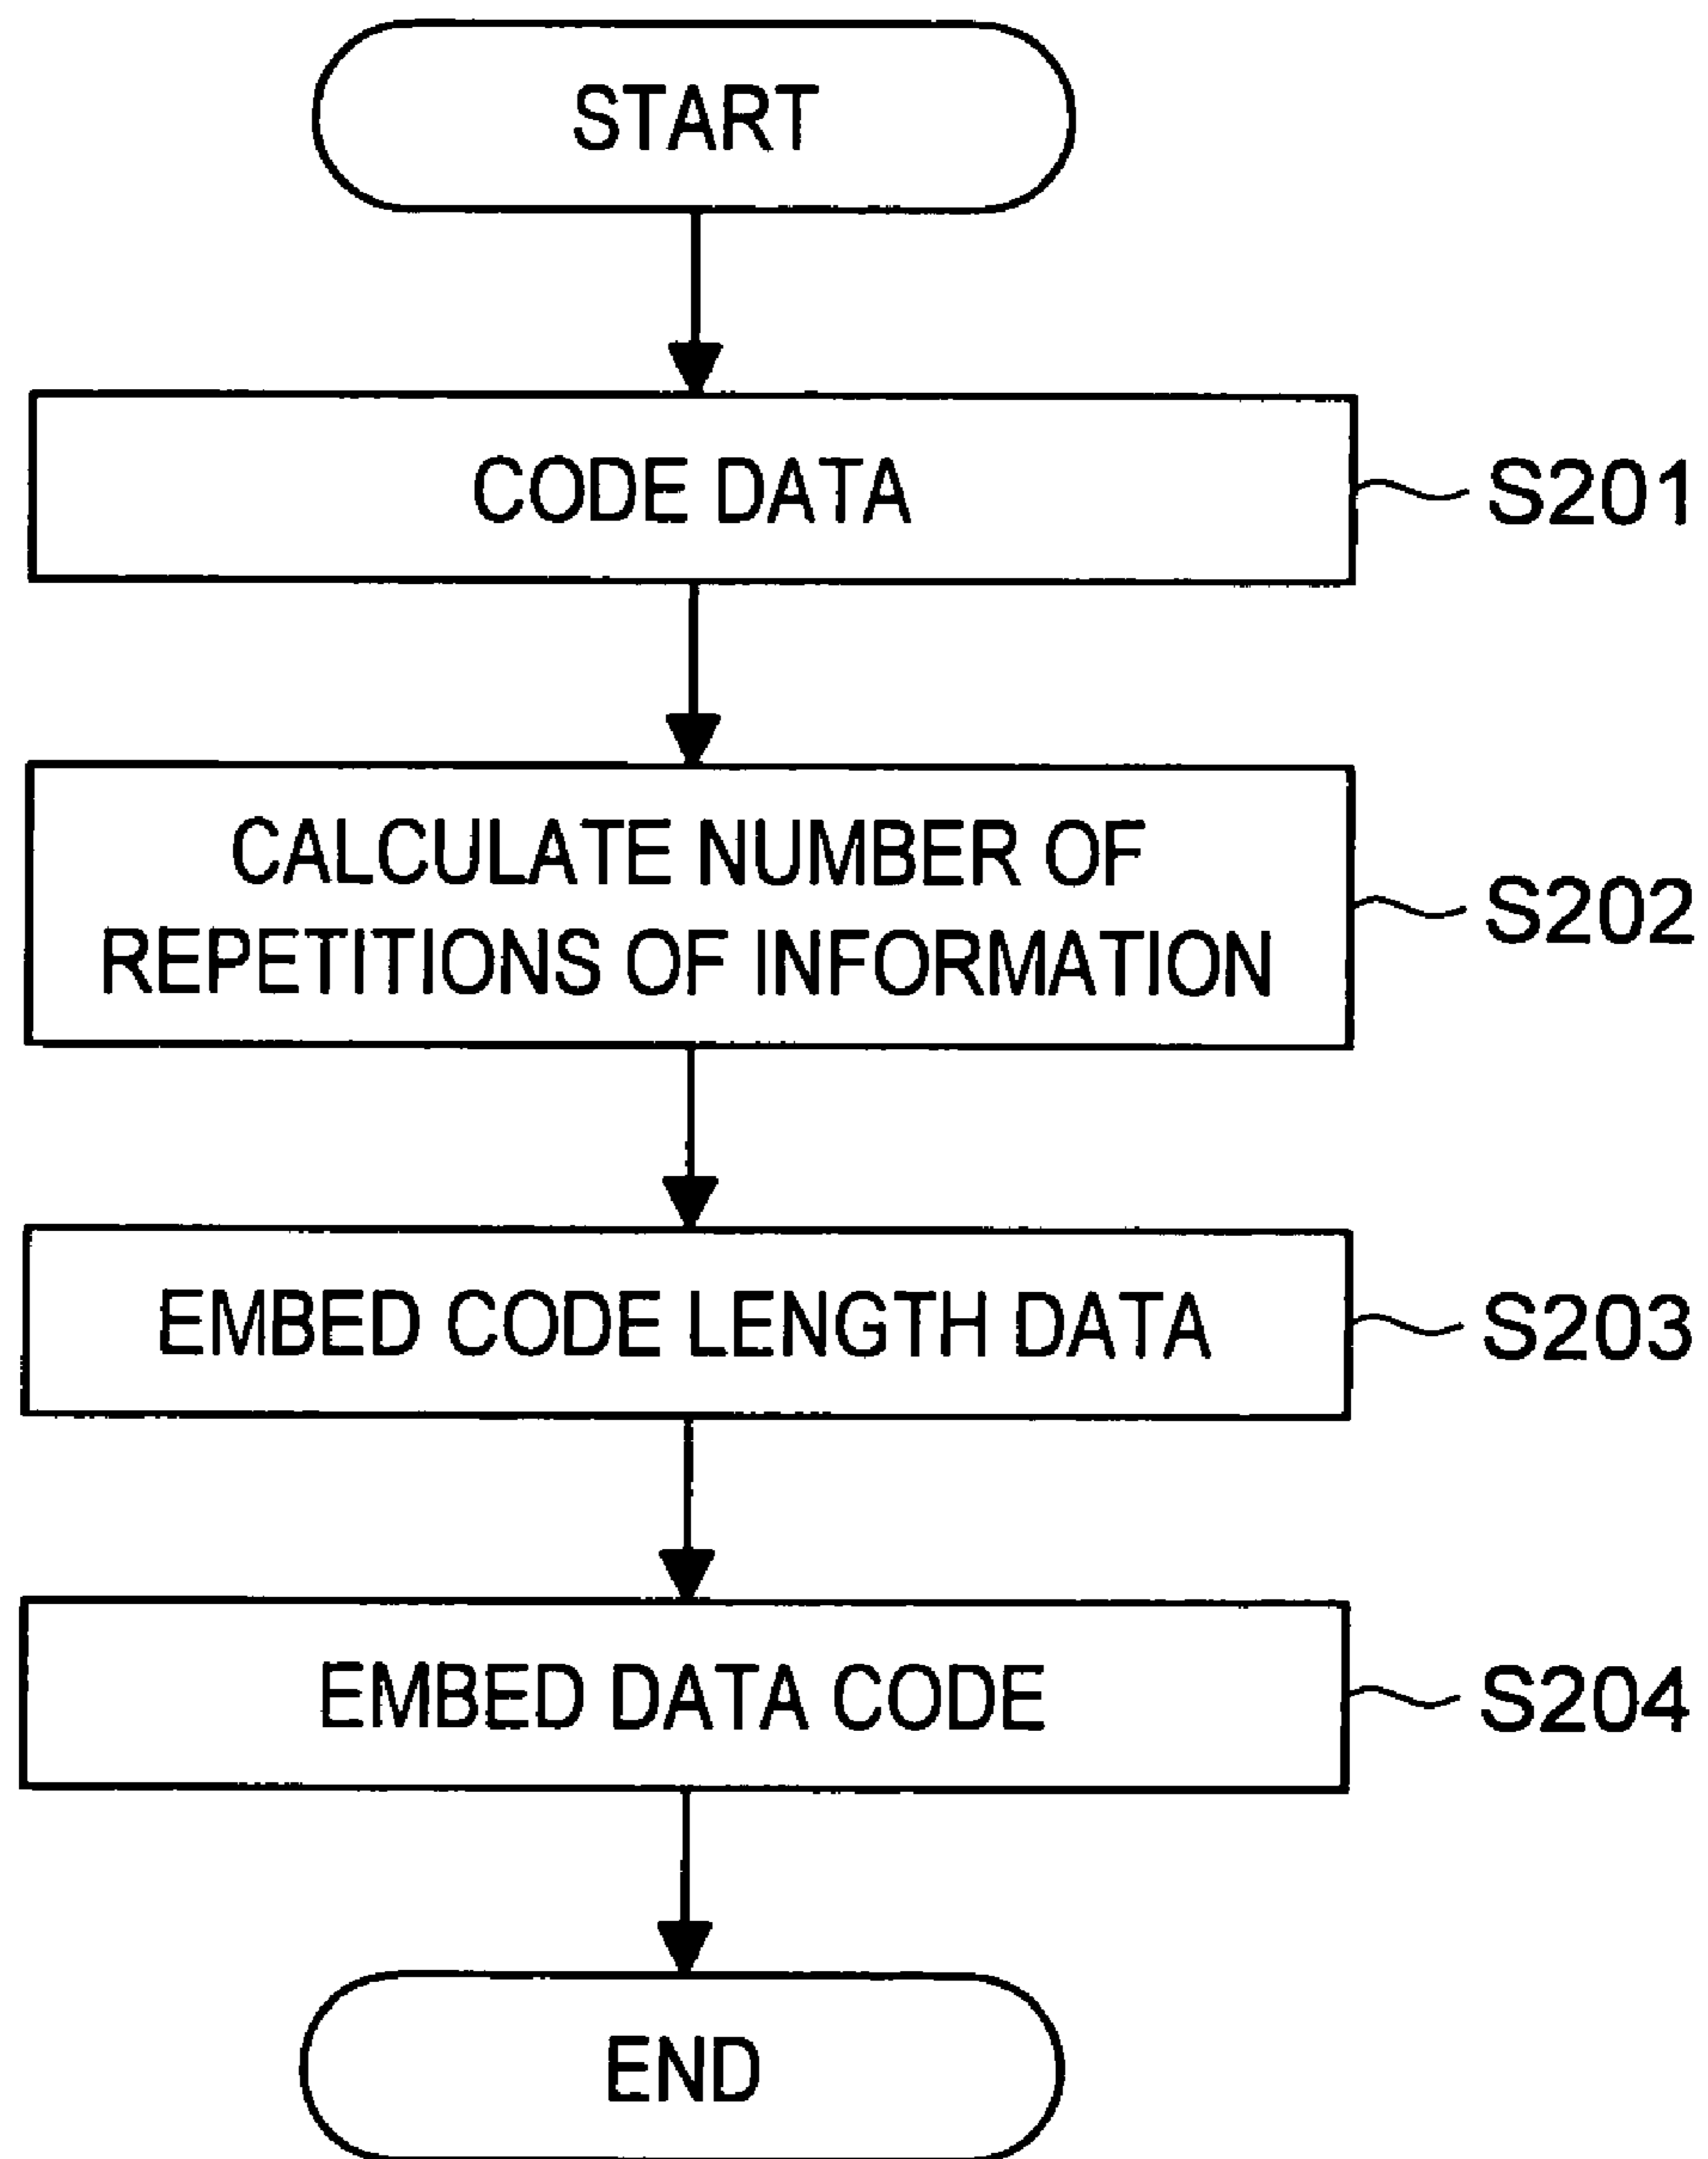 START
CODE DATA
S201
CALCULATE NUMBER OF
REPETITIONS OF INFORMATION
S202
EMBED CODE LENGTH DATA
S203
EMBED DATA CODE
S204
END